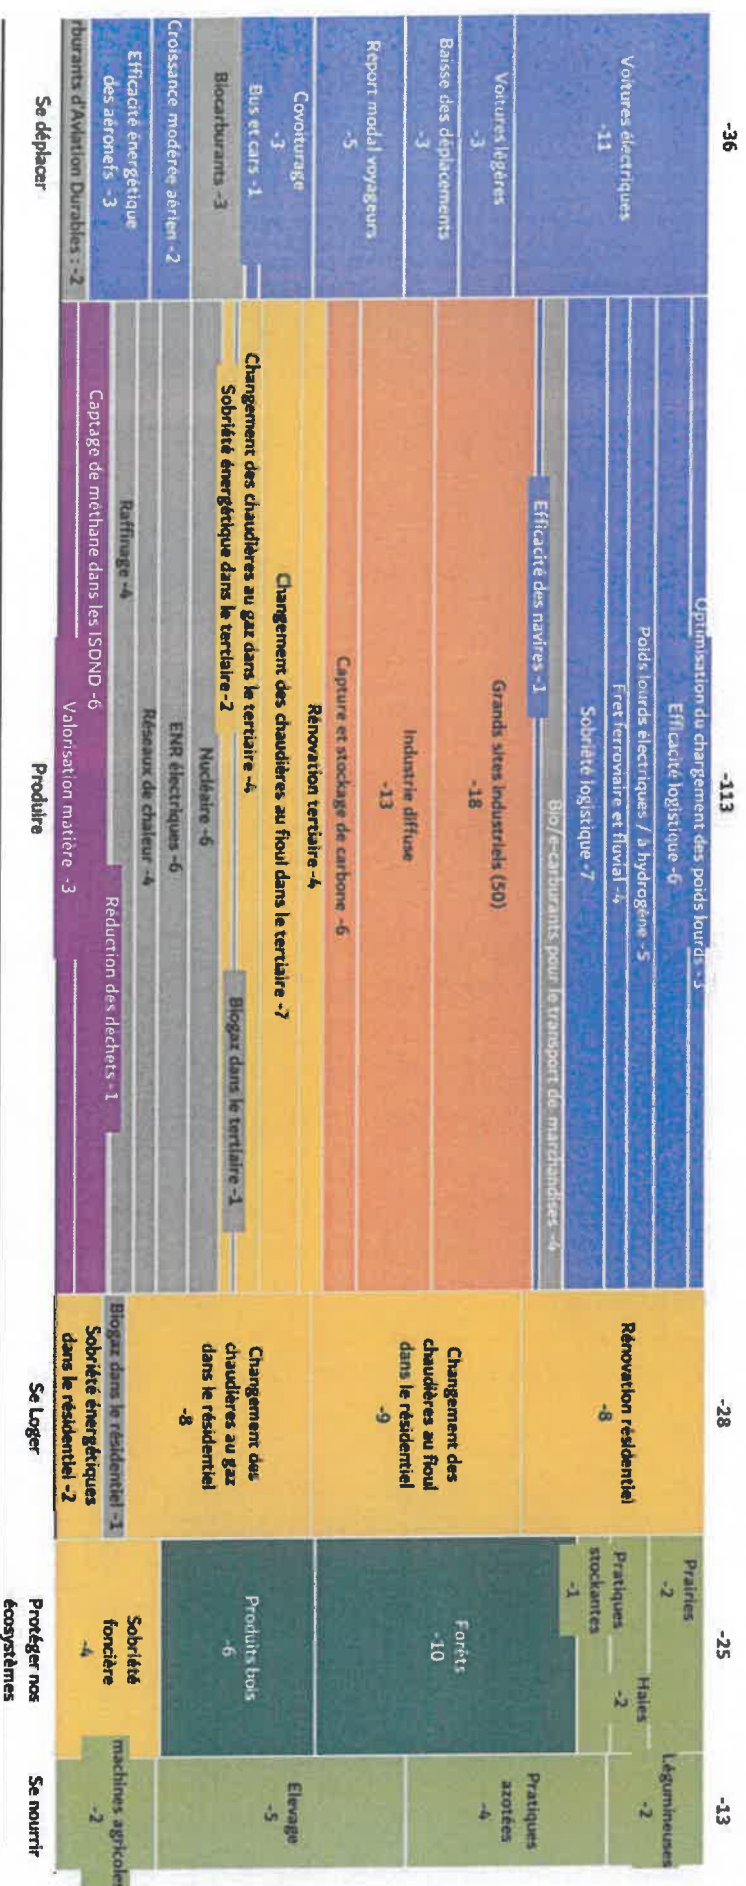 -36
Voitures électriques
-11
Voitures légères
-3
Baisse des déplacements
-3
Report modal voyageurs
-5
Covoiturage
-3
Bus et cars -1
Biocarburants -3
Croissance modérée aérien -2
Efficacité énergétique
des aéronefs -3
rburants d'Aviation Durables : -2
Se déplacer
-113
Optimisation du chargement des poids lourds -3
Efficacité logistique -6
Poids lourds électriques / à hydrogène -5
Fret ferroviaire et fluvial -4
Sobriété logistique -7
Bio/e-carburants pour le transport de marchandises -4
Efficacité des navires -1
Grands sites industriels (50)
-18
Industrie diffuse
-13
Capture et stockage de carbone -6
Rénovation tertiaire -4
Changement des chaudières au fioul dans le tertiaire -7
Changement des chaudières au gaz dans le tertiaire -4
Biogaz dans le tertiaire -1
Sobriété énergétique dans le tertiaire -2
Nucléaire -6
ENR électriques -6
Réseaux de chaleur -4
Raffinage -4
Réduction des déchets -1
Captage de méthane dans les ISDND -6
Valorisation matière -3
Produire
-28
Rénovation résidentiel
-8
Changement des
chaudières au fioul
dans le résidentiel
-9
Changement des
chaudières au gaz
dans le résidentiel
-8
Biogaz dans le résidentiel -1
Sobriété énergétiques
dans le résidentiel -2
Se Loger
-25
Prairies
-2
Haies
-2
Pratiques
stockantes
-1
Forêts
-10
Produits bois
-6
Sobriété
foncière
-4
Protéger nos
écosystèmes
-13
Légumineuses
-2
Pratiques
azotées
-4
Elevage
-5
machines agricoles
-2
Se nourrir